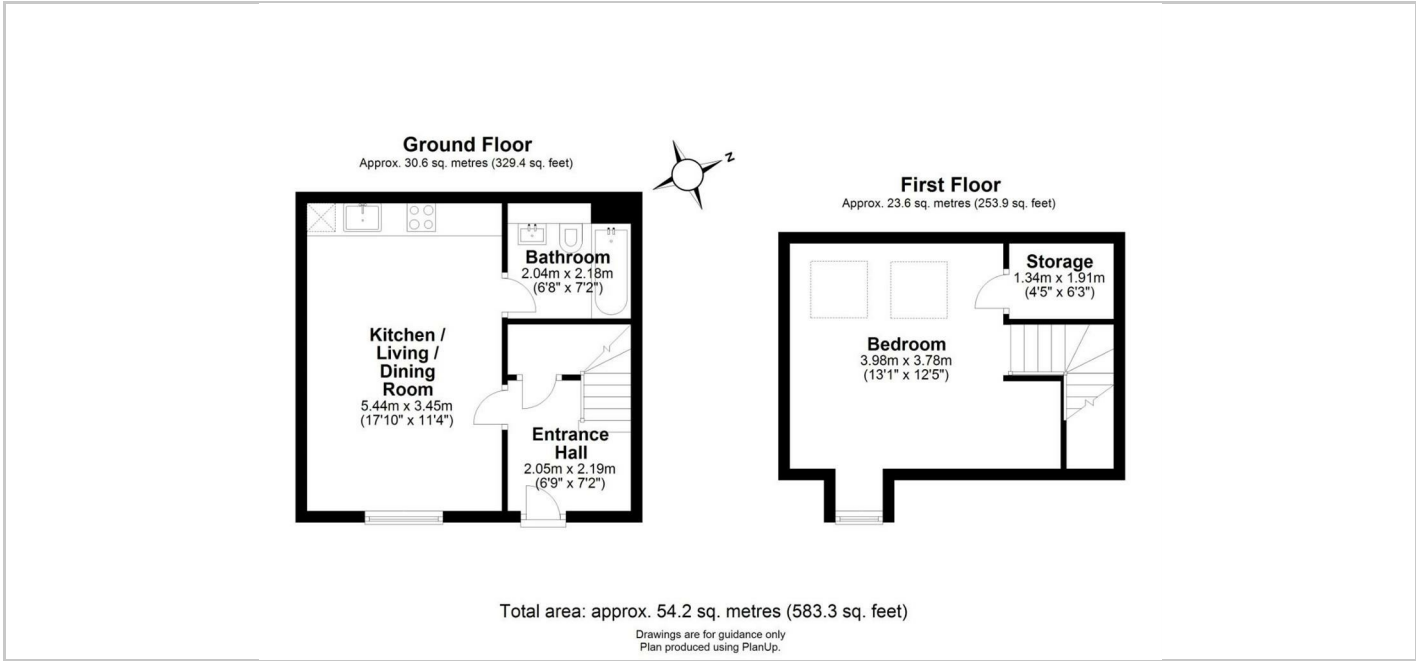 Ground Floor
Approx. 30.6 sq. metres (329.4 sq. feet)
Z
Bathroom
2.04m x 2.18m
(6'8" x 7'2")
Kitchen /
Living /
Dining
Room
5.44m x 3.45m
(17'10" x 11'4")
Entrance
Hall
2.05m x 2.19m
(6'9" x 7'2")
First Floor
Approx. 23.6 sq. metres (253.9 sq. feet)
Storage
1.34m x 1.91m
(4'5" x 6'3")
Bedroom
3.98m x 3.78m
(13'1" x 12'5")
Total area: approx. 54.2 sq. metres (583.3 sq. feet)
Drawings are for guidance only
Plan produced using PlanUp.